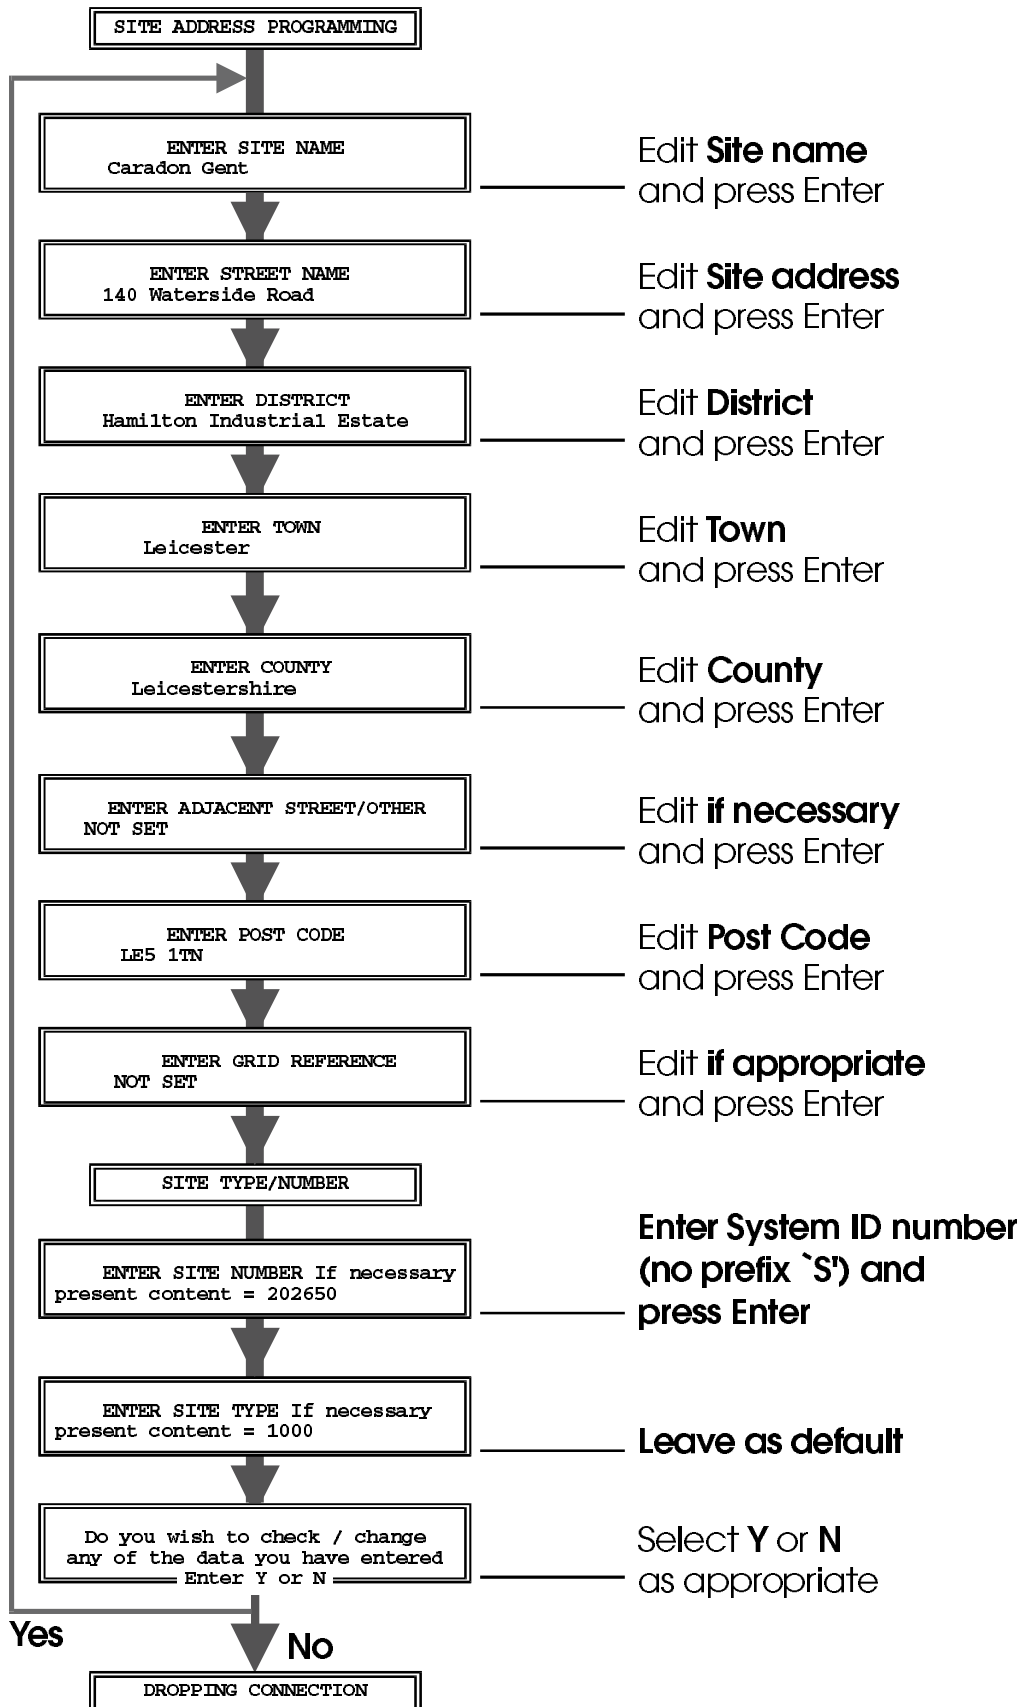 SITE ADDRESS PROGRAMMING
ENTER SITE NAME
Caradon Gent
Edit Site name
and press Enter
ENTER STREET NAME
140 Waterside Road
Edit Site address
and press Enter
ENTER DISTRICT
Hamilton Industrial Estate
Edit District
and press Enter
ENTER TOWN
Leicester
Edit Town
and press Enter
ENTER COUNTY
Leicestershire
Edit County
and press Enter
ENTER ADJACENT STREET/OTHER
NOT SET
Edit if necessary
and press Enter
ENTER POST CODE
LE5 1TN
Edit Post Code
and press Enter
ENTER GRID REFERENCE
NOT SET
Edit if appropriate
and press Enter
SITE TYPE/NUMBER
ENTER SITE NUMBER If necessary
present content = 202650
Enter System ID number
(no prefix `S') and
press Enter
ENTER SITE TYPE If necessary
present content = 1000
Leave as default
Do you wish to check / change
any of the data you have entered
Enter Y or N
Select Y or N
as appropriate
Yes
No
DROPPING CONNECTION